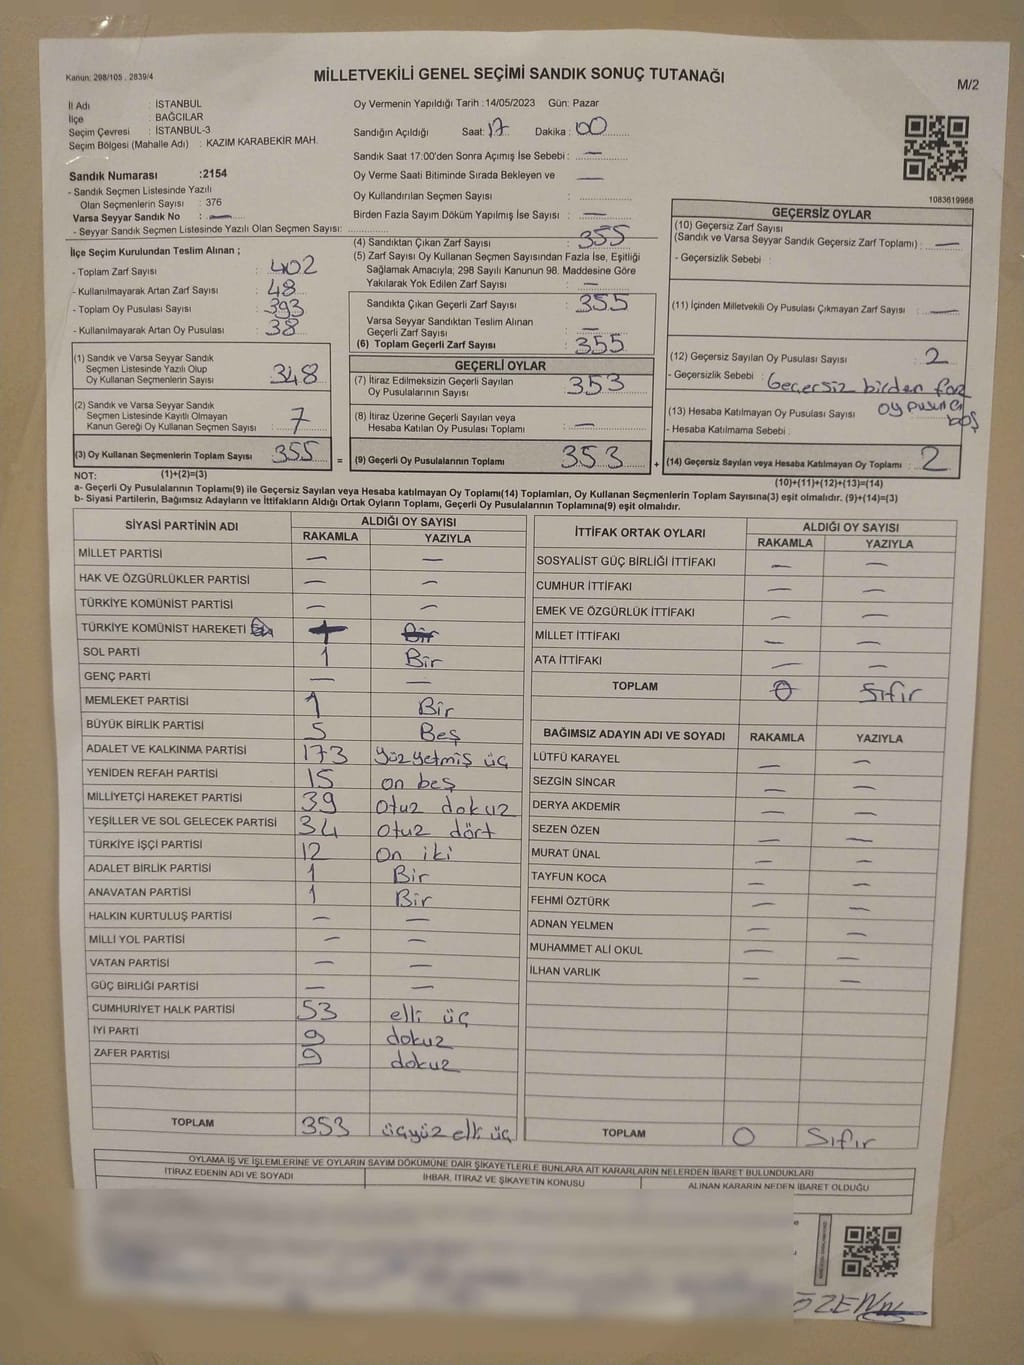 Kanun: 298/105 , 2839/4
MİLLETVEKİLİ GENEL SEÇİMİ SANDIK SONUÇ TUTANAĞI
M/2
İl Adı : İSTANBUL
İlçe : BAĞCILAR
Seçim Çevresi : İSTANBUL-3
Seçim Bölgesi (Mahalle Adı) : KAZIM KARABEKİR MAH.
Sandık Numarası :2154
- Sandık Seçmen Listesinde Yazılı
Olan Seçmenlerin Sayısı : 376
Varsa Seyyar Sandık No : —
- Seyyar Sandık Seçmen Listesinde Yazılı Olan Seçmen Sayısı:
Oy Vermenin Yapıldığı Tarih :14/05/2023 Gün: Pazar
Sandığın Açıldığı Saat: 17 Dakika : 00
Sandık Saat 17:00'den Sonra Açımış İse Sebebi : —
Oy Verme Saati Bitiminde Sırada Bekleyen ve —
Oy Kullandırılan Seçmen Sayısı :
Birden Fazla Sayım Döküm Yapılmış İse Sayısı : —
1083619968
İlçe Seçim Kurulundan Teslim Alınan ;
- Toplam Zarf Sayısı : 402
- Kullanılmayarak Artan Zarf Sayısı : 48
- Toplam Oy Pusulası Sayısı : 393
- Kullanılmayarak Artan Oy Pusulası : 38
(1) Sandık ve Varsa Seyyar Sandık
Seçmen Listesinde Yazılı Olup
Oy Kullanan Seçmenlerin Sayısı : 348
(2) Sandık ve Varsa Seyyar Sandık
Seçmen Listesinde Kayıtlı Olmayan
Kanun Gereği Oy Kullanan Seçmen Sayısı : 7
(3) Oy Kullanan Seçmenlerin Toplam Sayısı : 355
(4) Sandıktan Çıkan Zarf Sayısı : 355
(5) Zarf Sayısı Oy Kullanan Seçmen Sayısından Fazla İse, Eşitliği
Sağlamak Amacıyla; 298 Sayılı Kanunun 98. Maddesine Göre
Yakılarak Yok Edilen Zarf Sayısı : —
Sandıkta Çıkan Geçerli Zarf Sayısı : 355
Varsa Seyyar Sandıktan Teslim Alınan
Geçerli Zarf Sayısı : —
(6) Toplam Geçerli Zarf Sayısı : 355
GEÇERLİ OYLAR
(7) İtiraz Edilmeksizin Geçerli Sayılan
Oy Pusulalarının Sayısı : 353
(8) İtiraz Üzerine Geçerli Sayılan veya
Hesaba Katılan Oy Pusulası Toplamı : —
= (9) Geçerli Oy Pusulalarının Toplamı : 353
GEÇERSİZ OYLAR
(10) Geçersiz Zarf Sayısı
(Sandık ve Varsa Seyyar Sandık Geçersiz Zarf Toplamı) : —
- Geçersizlik Sebebi :
(11) İçinden Milletvekili Oy Pusulası Çıkmayan Zarf Sayısı : —
(12) Geçersiz Sayılan Oy Pusulası Sayısı : 2
- Geçersizlik Sebebi : Geçersiz birden faz
(13) Hesaba Katılmayan Oy Pusulası Sayısı boş
- Hesaba Katılmama Sebebi :
+ (14) Geçersiz Sayılan veya Hesaba Katılmayan Oy Toplamı : 2
NOT: (1)+(2)=(3)
(10)+(11)+(12)+(13)=(14)
a- Geçerli Oy Pusulalarının Toplamı(9) ile Geçersiz Sayılan veya Hesaba katılmayan Oy Toplamı(14) Toplamları, Oy Kullanan Seçmenlerin Toplam Sayısına(3) eşit olmalıdır. (9)+(14)=(3)
b- Siyasi Partilerin, Bağımsız Adayların ve İttifakların Aldığı Ortak Oyların Toplamı, Geçerli Oy Pusulalarının Toplamına(9) eşit olmalıdır.
SİYASİ PARTİNİN ADI ALDIĞI OY SAYISI
RAKAMLA YAZIYLA
MİLLET PARTİSİ — —
HAK VE ÖZGÜRLÜKLER PARTİSİ — —
TÜRKİYE KOMÜNİST PARTİSİ — —
TÜRKİYE KOMÜNİST HAREKETİ 1 Bir
SOL PARTİ 1 Bir
GENÇ PARTİ — —
MEMLEKET PARTİSİ 1 Bir
BÜYÜK BİRLİK PARTİSİ 5 Beş
ADALET VE KALKINMA PARTİSİ 173 yüzyetmiş üç
YENİDEN REFAH PARTİSİ 15 on beş
MİLLİYETÇİ HAREKET PARTİSİ 39 otuz dokuz
YEŞİLLER VE SOL GELECEK PARTİSİ 34 otuz dört
TÜRKİYE İŞÇİ PARTİSİ 12 On iki
ADALET BİRLİK PARTİSİ 1 Bir
ANAVATAN PARTİSİ 1 Bir
HALKIN KURTULUŞ PARTİSİ — —
MİLLİ YOL PARTİSİ — —
VATAN PARTİSİ — —
GÜÇ BİRLİĞİ PARTİSİ — —
CUMHURİYET HALK PARTİSİ 53 elli üç
İYİ PARTİ 9 dokuz
ZAFER PARTİSİ 9 dokuz
TOPLAM 353 üçyüz elli üç
İTTİFAK ORTAK OYLARI ALDIĞI OY SAYISI
RAKAMLA YAZIYLA
SOSYALİST GÜÇ BİRLİĞİ İTTİFAKI — —
CUMHUR İTTİFAKI — —
EMEK VE ÖZGÜRLÜK İTTİFAKI — —
MİLLET İTTİFAKI — —
ATA İTTİFAKI — —
TOPLAM 0 Sıfır
BAĞIMSIZ ADAYIN ADI VE SOYADI RAKAMLA YAZIYLA
LÜTFÜ KARAYEL — —
SEZGİN SİNCAR — —
DERYA AKDEMİR — —
SEZEN ÖZEN — —
MURAT ÜNAL — —
TAYFUN KOCA — —
FEHMİ ÖZTÜRK — —
ADNAN YELMEN — —
MUHAMMET ALİ OKUL — —
İLHAN VARLIK — —
TOPLAM 0 Sıfır
OYLAMA İŞ VE İŞLEMLERİNE VE OYLARIN SAYIM DÖKÜMÜNE DAİR ŞİKAYETLERLE BUNLARA AİT KARARLARIN NELERDEN İBARET BULUNDUKLARI
İTİRAZ EDENİN ADI VE SOYADI İHBAR, İTİRAZ VE ŞİKAYETİN KONUSU ALINAN KARARIN NEDEN İBARET OLDUĞU
ÖZEN